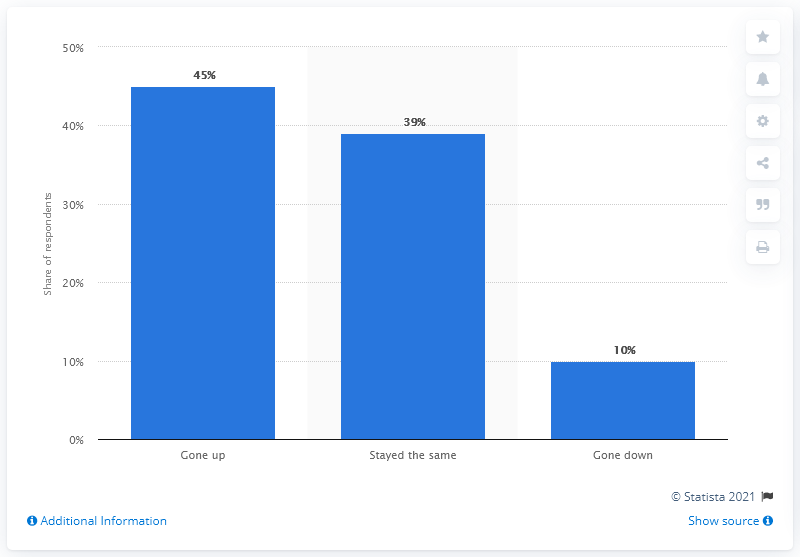 50%
45%
40%
39%
30%
20%
10%
10%
0%
Share of respondents
Gone up
Stayed the same
Gone down
© Statista 2021
Additional Information
Show source